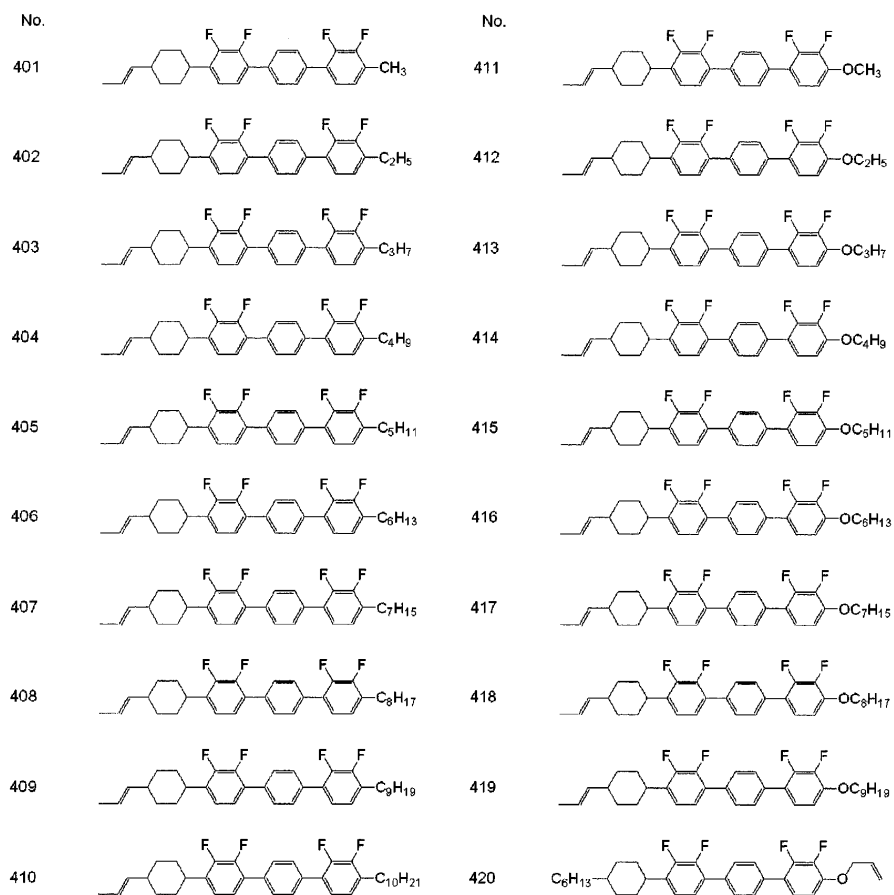 No.
No.
F F F F
401 CH3
F F F F
411 OCH3
F F F F
402 C2H5
F F F F
412 OC2H5
F F F F
403 C3H7
F F F F
413 OC3H7
F F F F
404 C4H9
F F F F
414 OC4H9
F F F F
405 C5H11
F F F F
415 OC5H11
F F F F
406 C6H13
F F F F
416 OC6H13
F F F F
407 C7H15
F F F F
417 OC7H15
F F F F
408 C8H17
F F F F
418 OC8H17
F F F F
409 C9H19
F F F F
419 OC9H19
F F F F
410 C10H21
F F F F
420 C6H13 O